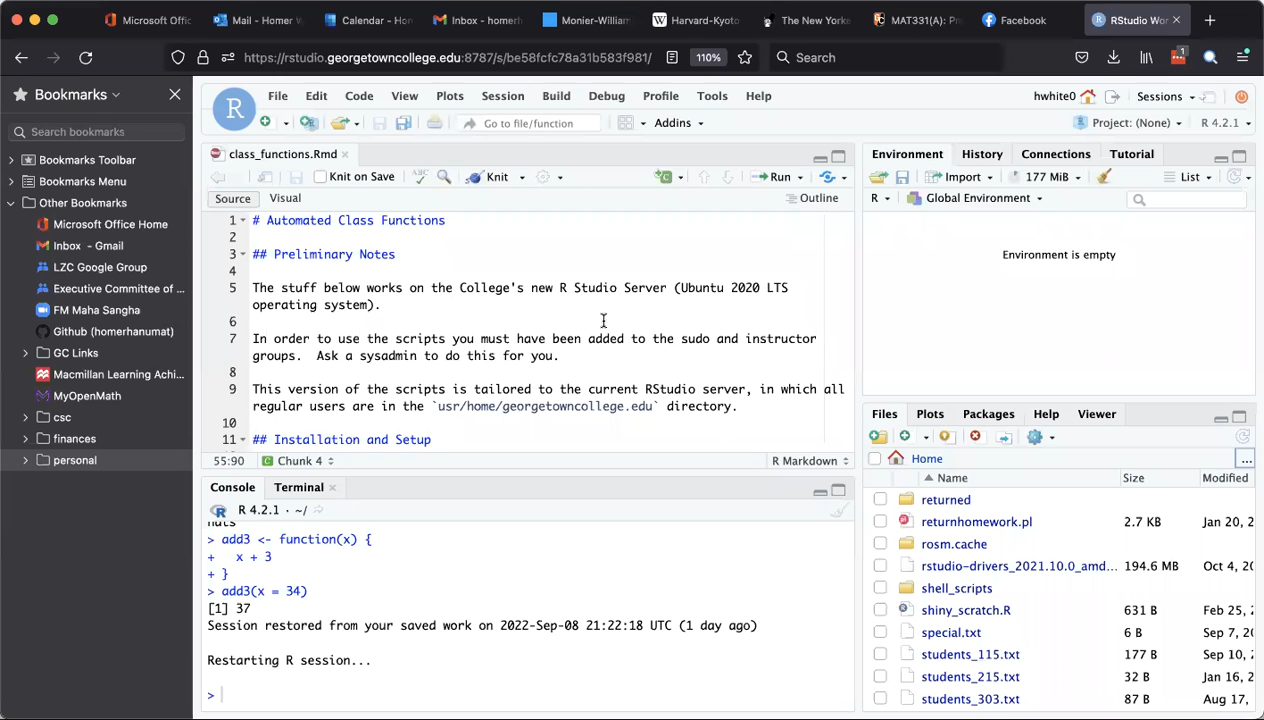 Microsoft Offic
Mail - Homer W
Calendar - Hon
Inbox - homerh
Monier-William
Harvard-Kyoto
The New Yorke
MAT331(A): Pre
Facebook
RStudio Wor
https://rstudio.georgetowncollege.edu:8787/s/be58fcfc78a31b583f981/
110%
Search
1
Bookmarks
Search bookmarks
Bookmarks Toolbar
Bookmarks Menu
Other Bookmarks
Microsoft Office Home
Inbox - Gmail
LZC Google Group
Executive Committee of ...
FM Maha Sangha
Github (homerhanumat)
GC Links
Macmillan Learning Achi...
MyOpenMath
csc
finances
personal
R
File Edit Code View Plots Session Build Debug Profile Tools Help
hwhite0
Sessions
Go to file/function
Addins
Project: (None)
R 4.2.1
class_functions.Rmd
Knit on Save
ABC
Knit
Run
Source Visual
Outline
1 # Automated Class Functions
2
3 ## Preliminary Notes
4
5 The stuff below works on the College's new R Studio Server (Ubuntu 2020 LTS
operating system).
6
7 In order to use the scripts you must have been added to the sudo and instructor
groups.  Ask a sysadmin to do this for you.
8
9 This version of the scripts is tailored to the current RStudio server, in which all
regular users are in the `usr/home/georgetowncollege.edu` directory.
10
11 ## Installation and Setup
55:90
C Chunk 4
R Markdown
Console Terminal
R 4.2.1 · ~/
nats
> add3 <- function(x) {
+   x + 3
+ }
> add3(x = 34)
[1] 37
Session restored from your saved work on 2022-Sep-08 21:22:18 UTC (1 day ago)
Restarting R session...
>
Environment History Connections Tutorial
Import
177 MiB
List
R
Global Environment
Environment is empty
Files Plots Packages Help Viewer
Home
...
Name Size Modified
returned
returnhomework.pl 2.7 KB Jan 20, 2
rosm.cache
rstudio-drivers_2021.10.0_amd... 194.6 MB Oct 4, 20
shell_scripts
shiny_scratch.R 631 B Feb 25, 2
special.txt 6 B Sep 7, 20
students_115.txt 177 B Sep 10, 2
students_215.txt 32 B Jan 16, 2
students_303.txt 87 B Aug 17,